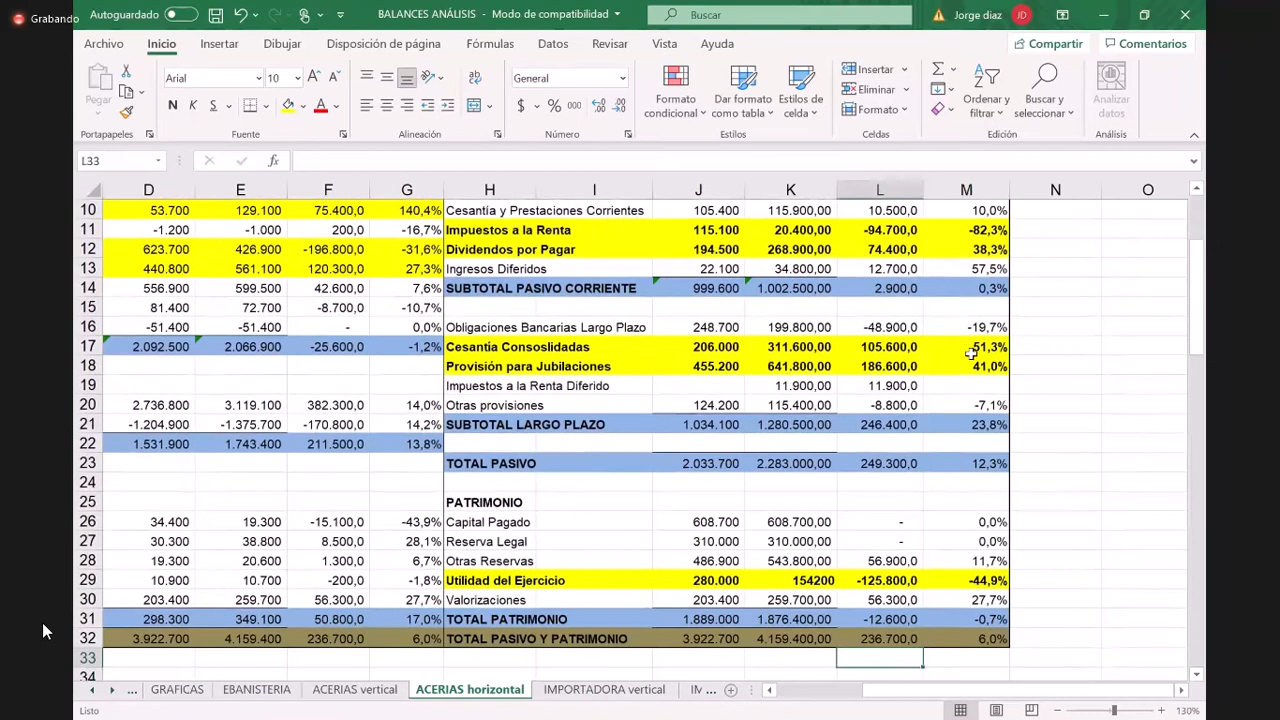 Grabando
Autoguardado BALANCES ANÁLISIS - Modo de compatibilidad Buscar Jorge diaz JD
Archivo Inicio Insertar Dibujar Disposición de página Fórmulas Datos Revisar Vista Ayuda Compartir Comentarios
Pegar Arial 10 N K S General $ % 000 Formato condicional Dar formato como tabla Estilos de celda Insertar Eliminar Formato Ordenar y filtrar Buscar y seleccionar Analizar datos
Portapapeles Fuente Alineación Número Estilos Celdas Edición Análisis
L33 fx
D E F G H I J K L M N O
10 53.700 129.100 75.400,0 140,4% Cesantía y Prestaciones Corrientes 105.400 115.900,00 10.500,0 10,0%
11 -1.200 -1.000 200,0 -16,7% Impuestos a la Renta 115.100 20.400,00 -94.700,0 -82,3%
12 623.700 426.900 -196.800,0 -31,6% Dividendos por Pagar 194.500 268.900,00 74.400,0 38,3%
13 440.800 561.100 120.300,0 27,3% Ingresos Diferidos 22.100 34.800,00 12.700,0 57,5%
14 556.900 599.500 42.600,0 7,6% SUBTOTAL PASIVO CORRIENTE 999.600 1.002.500,00 2.900,0 0,3%
15 81.400 72.700 -8.700,0 -10,7%
16 -51.400 -51.400 - 0,0% Obligaciones Bancarias Largo Plazo 248.700 199.800,00 -48.900,0 -19,7%
17 2.092.500 2.066.900 -25.600,0 -1,2% Cesantía Consoslidadas 206.000 311.600,00 105.600,0 51,3%
18 Provisión para Jubilaciones 455.200 641.800,00 186.600,0 41,0%
19 Impuestos a la Renta Diferido 11.900,00 11.900,0
20 2.736.800 3.119.100 382.300,0 14,0% Otras provisiones 124.200 115.400,00 -8.800,0 -7,1%
21 -1.204.900 -1.375.700 -170.800,0 14,2% SUBTOTAL LARGO PLAZO 1.034.100 1.280.500,00 246.400,0 23,8%
22 1.531.900 1.743.400 211.500,0 13,8%
23 TOTAL PASIVO 2.033.700 2.283.000,00 249.300,0 12,3%
24
25 PATRIMONIO
26 34.400 19.300 -15.100,0 -43,9% Capital Pagado 608.700 608.700,00 - 0,0%
27 30.300 38.800 8.500,0 28,1% Reserva Legal 310.000 310.000,00 - 0,0%
28 19.300 20.600 1.300,0 6,7% Otras Reservas 486.900 543.800,00 56.900,0 11,7%
29 10.900 10.700 -200,0 -1,8% Utilidad del Ejercicio 280.000 154200 -125.800,0 -44,9%
30 203.400 259.700 56.300,0 27,7% Valorizaciones 203.400 259.700,00 56.300,0 27,7%
31 298.300 349.100 50.800,0 17,0% TOTAL PATRIMONIO 1.889.000 1.876.400,00 -12.600,0 -0,7%
32 3.922.700 4.159.400 236.700,0 6,0% TOTAL PASIVO Y PATRIMONIO 3.922.700 4.159.400,00 236.700,0 6,0%
33
34
... GRAFICAS EBANISTERIA ACERIAS vertical ACERIAS horizontal IMPORTADORA vertical IM ...
Listo 130%